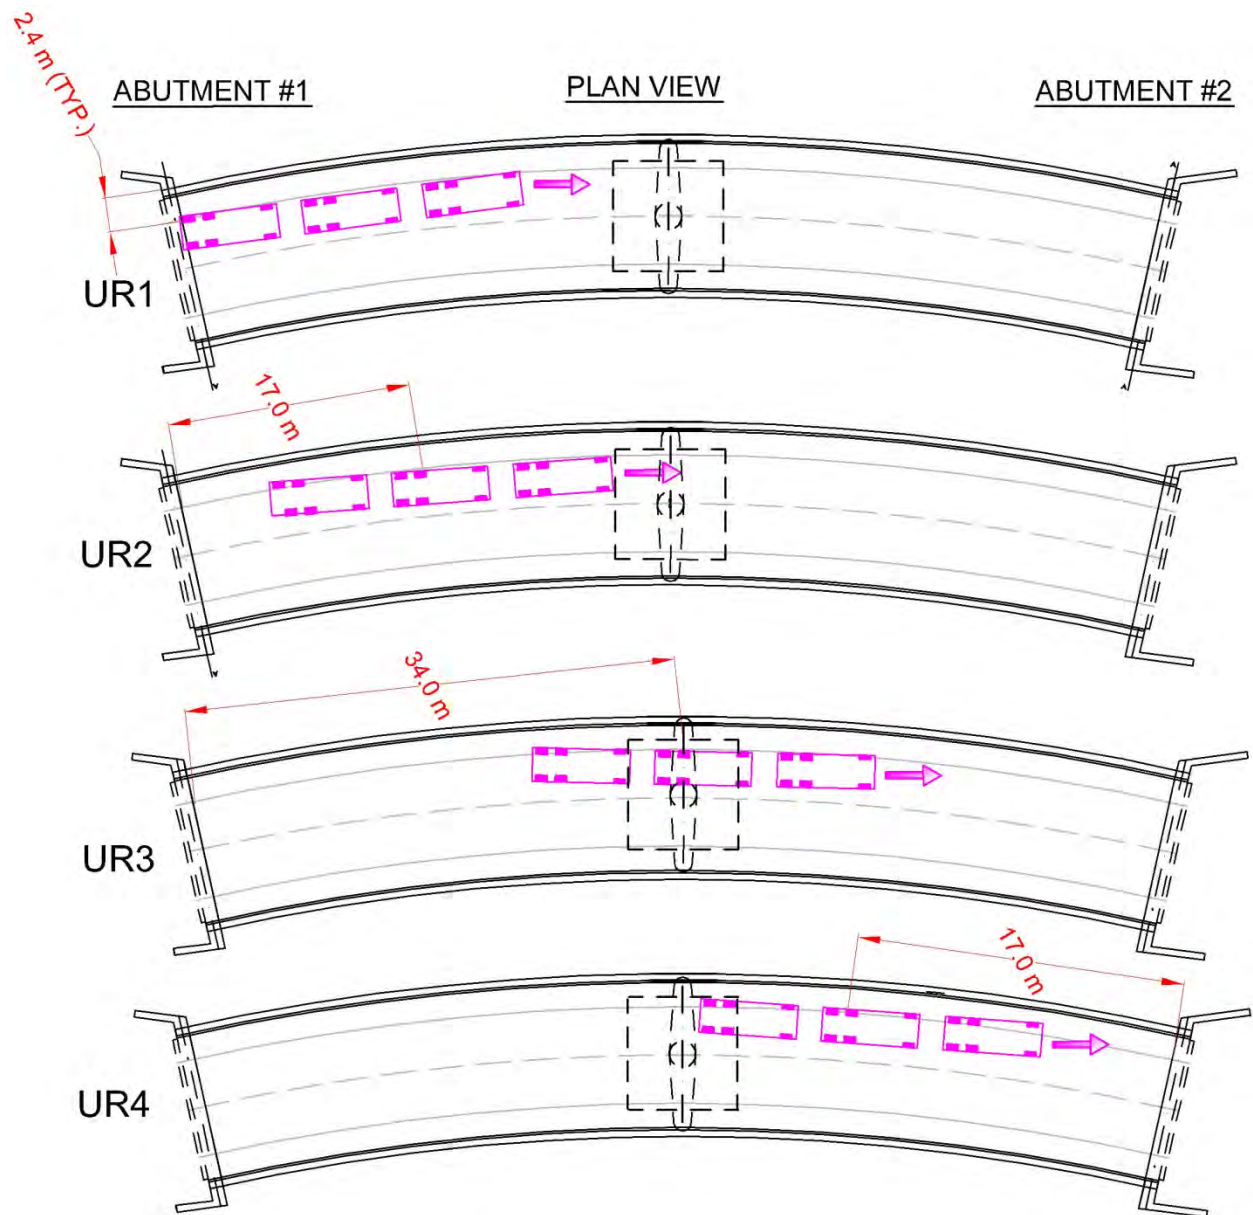 2.4 m (TYP.)
ABUTMENT #1
PLAN VIEW
ABUTMENT #2
UR1
17.0 m
UR2
34.0 m
UR3
17.0 m
UR4